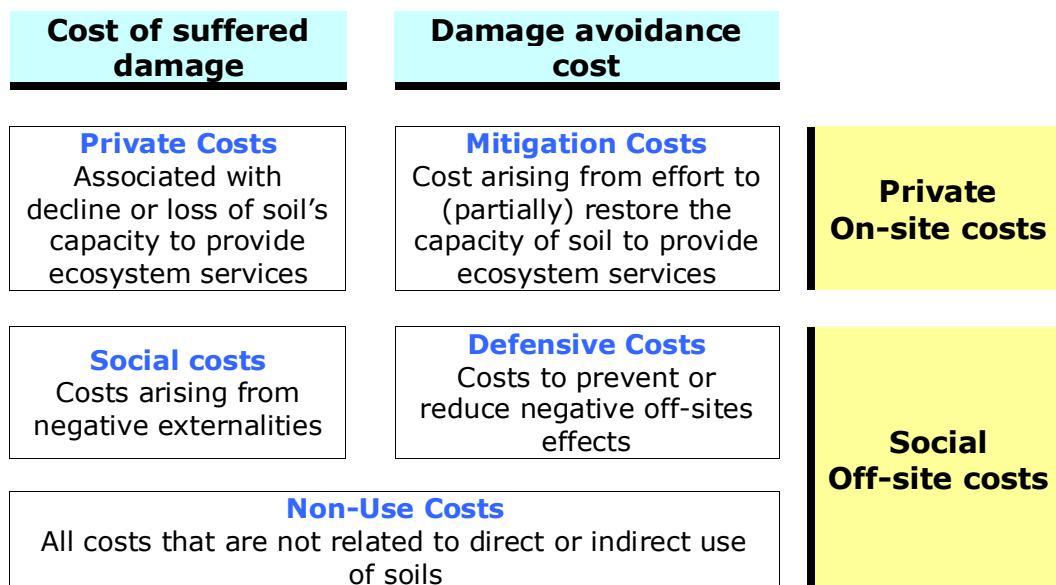 Cost of suffered
damage
Damage avoidance
cost
Private Costs
Associated with
decline or loss of soil’s
capacity to provide
ecosystem services
Mitigation Costs
Cost arising from effort to
(partially) restore the
capacity of soil to provide
ecosystem services
Private
On-site costs
Social costs
Costs arising from
negative externalities
Defensive Costs
Costs to prevent or
reduce negative off-sites
effects
Social
Off-site costs
Non-Use Costs
All costs that are not related to direct or indirect use
of soils